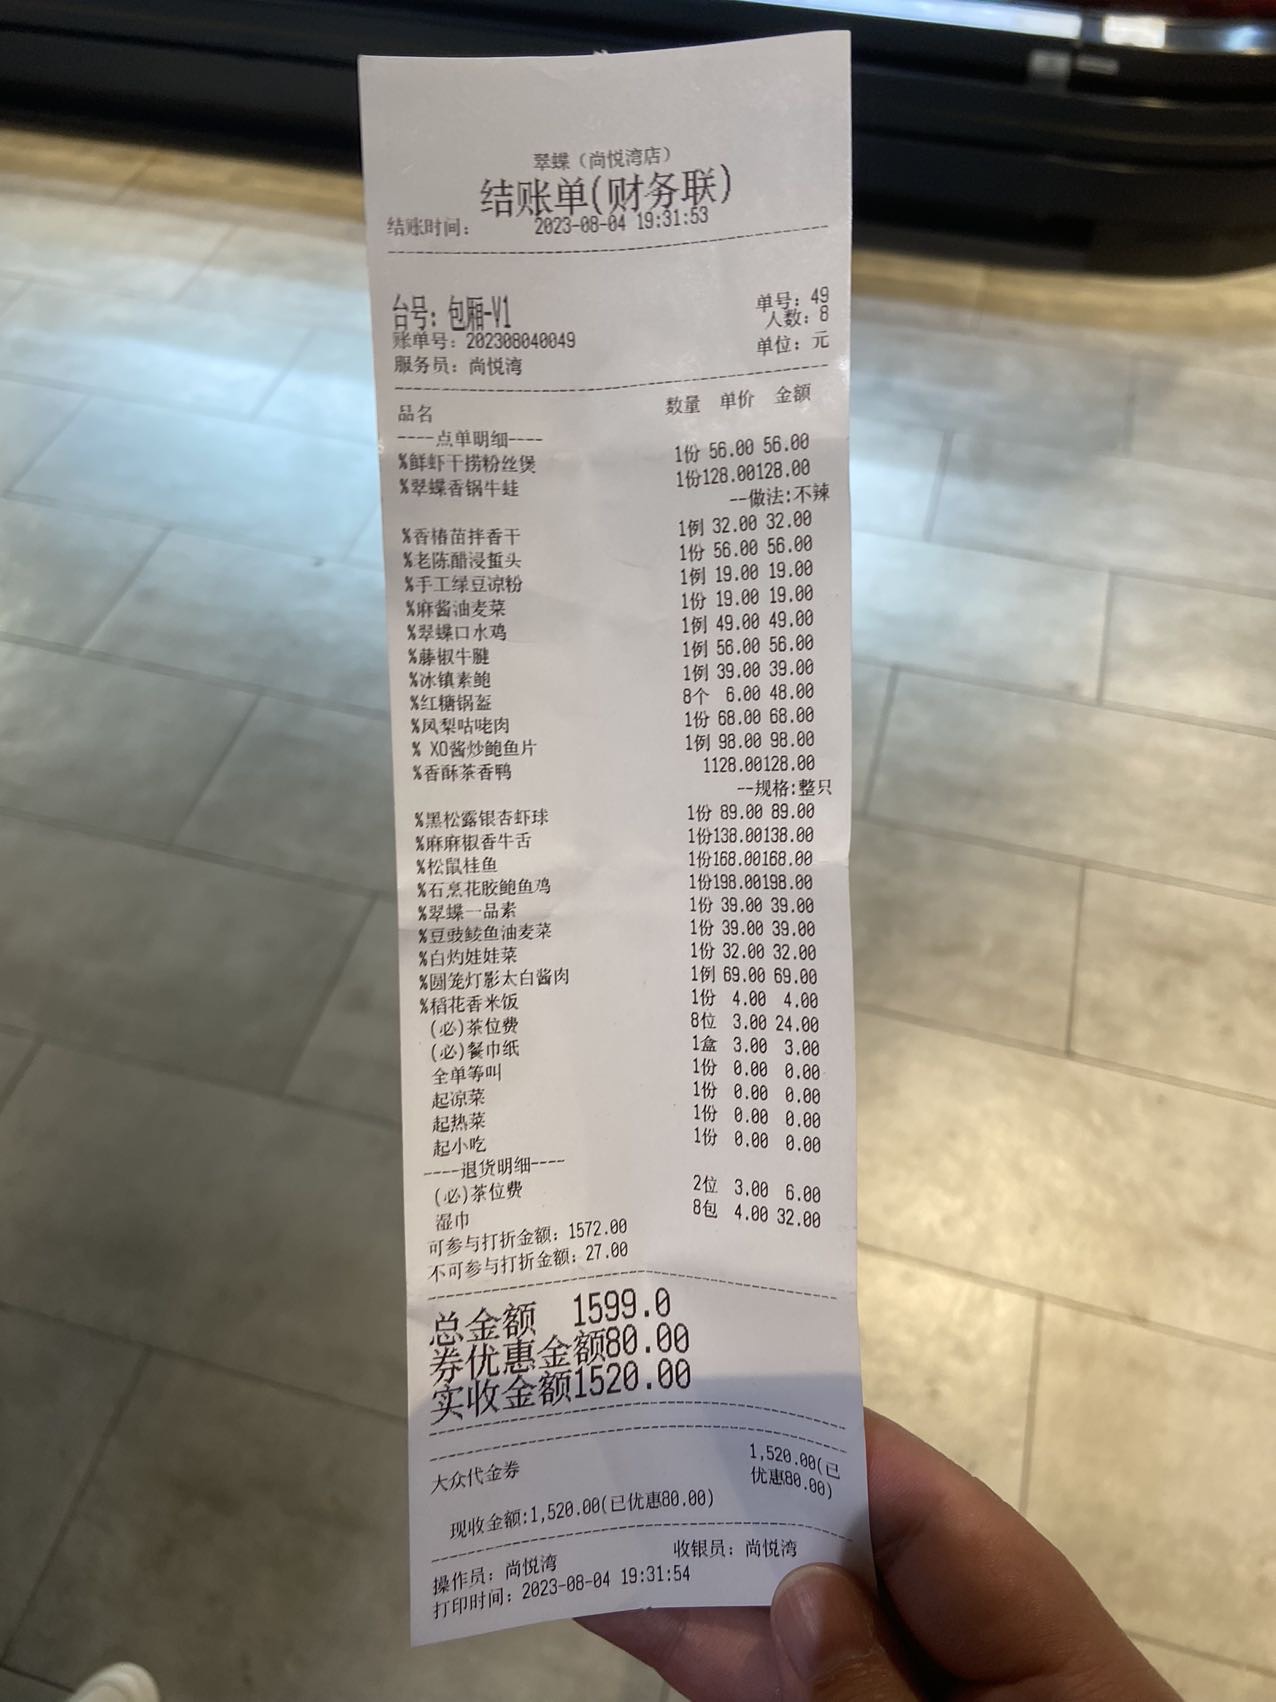 翠蝶（尚悦湾店）
结账单(财务联)
结账时间： 2023-08-04 19:31:53
台号：包厢-V1 单号：49
人数：8
账单号：202308040049 单位：元
服务员：尚悦湾
品名 数量 单价 金额
----点单明细----
%鲜虾干捞粉丝煲 1份 56.00 56.00
%翠蝶香锅牛蛙 1份128.00128.00
--做法:不辣
%香椿苗拌香干 1例 32.00 32.00
%老陈醋浸蜇头 1份 56.00 56.00
%手工绿豆凉粉 1例 19.00 19.00
%麻酱油麦菜 1份 19.00 19.00
%翠蝶口水鸡 1例 49.00 49.00
%藤椒牛腱 1例 56.00 56.00
%冰镇素鲍 1例 39.00 39.00
%红糖锅盔 8个 6.00 48.00
%凤梨咕咾肉 1份 68.00 68.00
% XO酱炒鲍鱼片 1例 98.00 98.00
%香酥茶香鸭 1128.00128.00
--规格:整只
%黑松露银杏虾球 1份 89.00 89.00
%麻麻椒香牛舌 1份138.00138.00
%松鼠桂鱼 1份168.00168.00
%石烹花胶鲍鱼鸡 1份198.00198.00
%翠蝶一品素 1份 39.00 39.00
%豆豉鲮鱼油麦菜 1份 39.00 39.00
%白灼娃娃菜 1份 32.00 32.00
%圆笼灯影太白酱肉 1例 69.00 69.00
%稻花香米饭 1份 4.00 4.00
(必)茶位费 8位 3.00 24.00
(必)餐巾纸 1盒 3.00 3.00
全单等叫 1份 0.00 0.00
起凉菜 1份 0.00 0.00
起热菜 1份 0.00 0.00
起小吃 1份 0.00 0.00
----退货明细----
(必)茶位费 2位 3.00 6.00
湿巾 8包 4.00 32.00
可参与打折金额：1572.00
不可参与打折金额：27.00
总金额 1599.0
券优惠金额80.00
实收金额1520.00
大众代金券 1,520.00(已
优惠80.00)
现收金额:1,520.00(已优惠80.00)
操作员：尚悦湾 收银员：尚悦湾
打印时间：2023-08-04 19:31:54